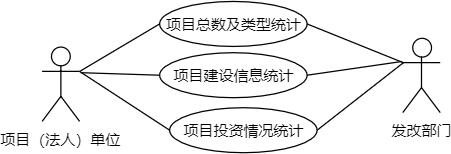 项目总数及类型统计
项目建设信息统计
项目投资情况统计
项目（法人）单位
发改部门